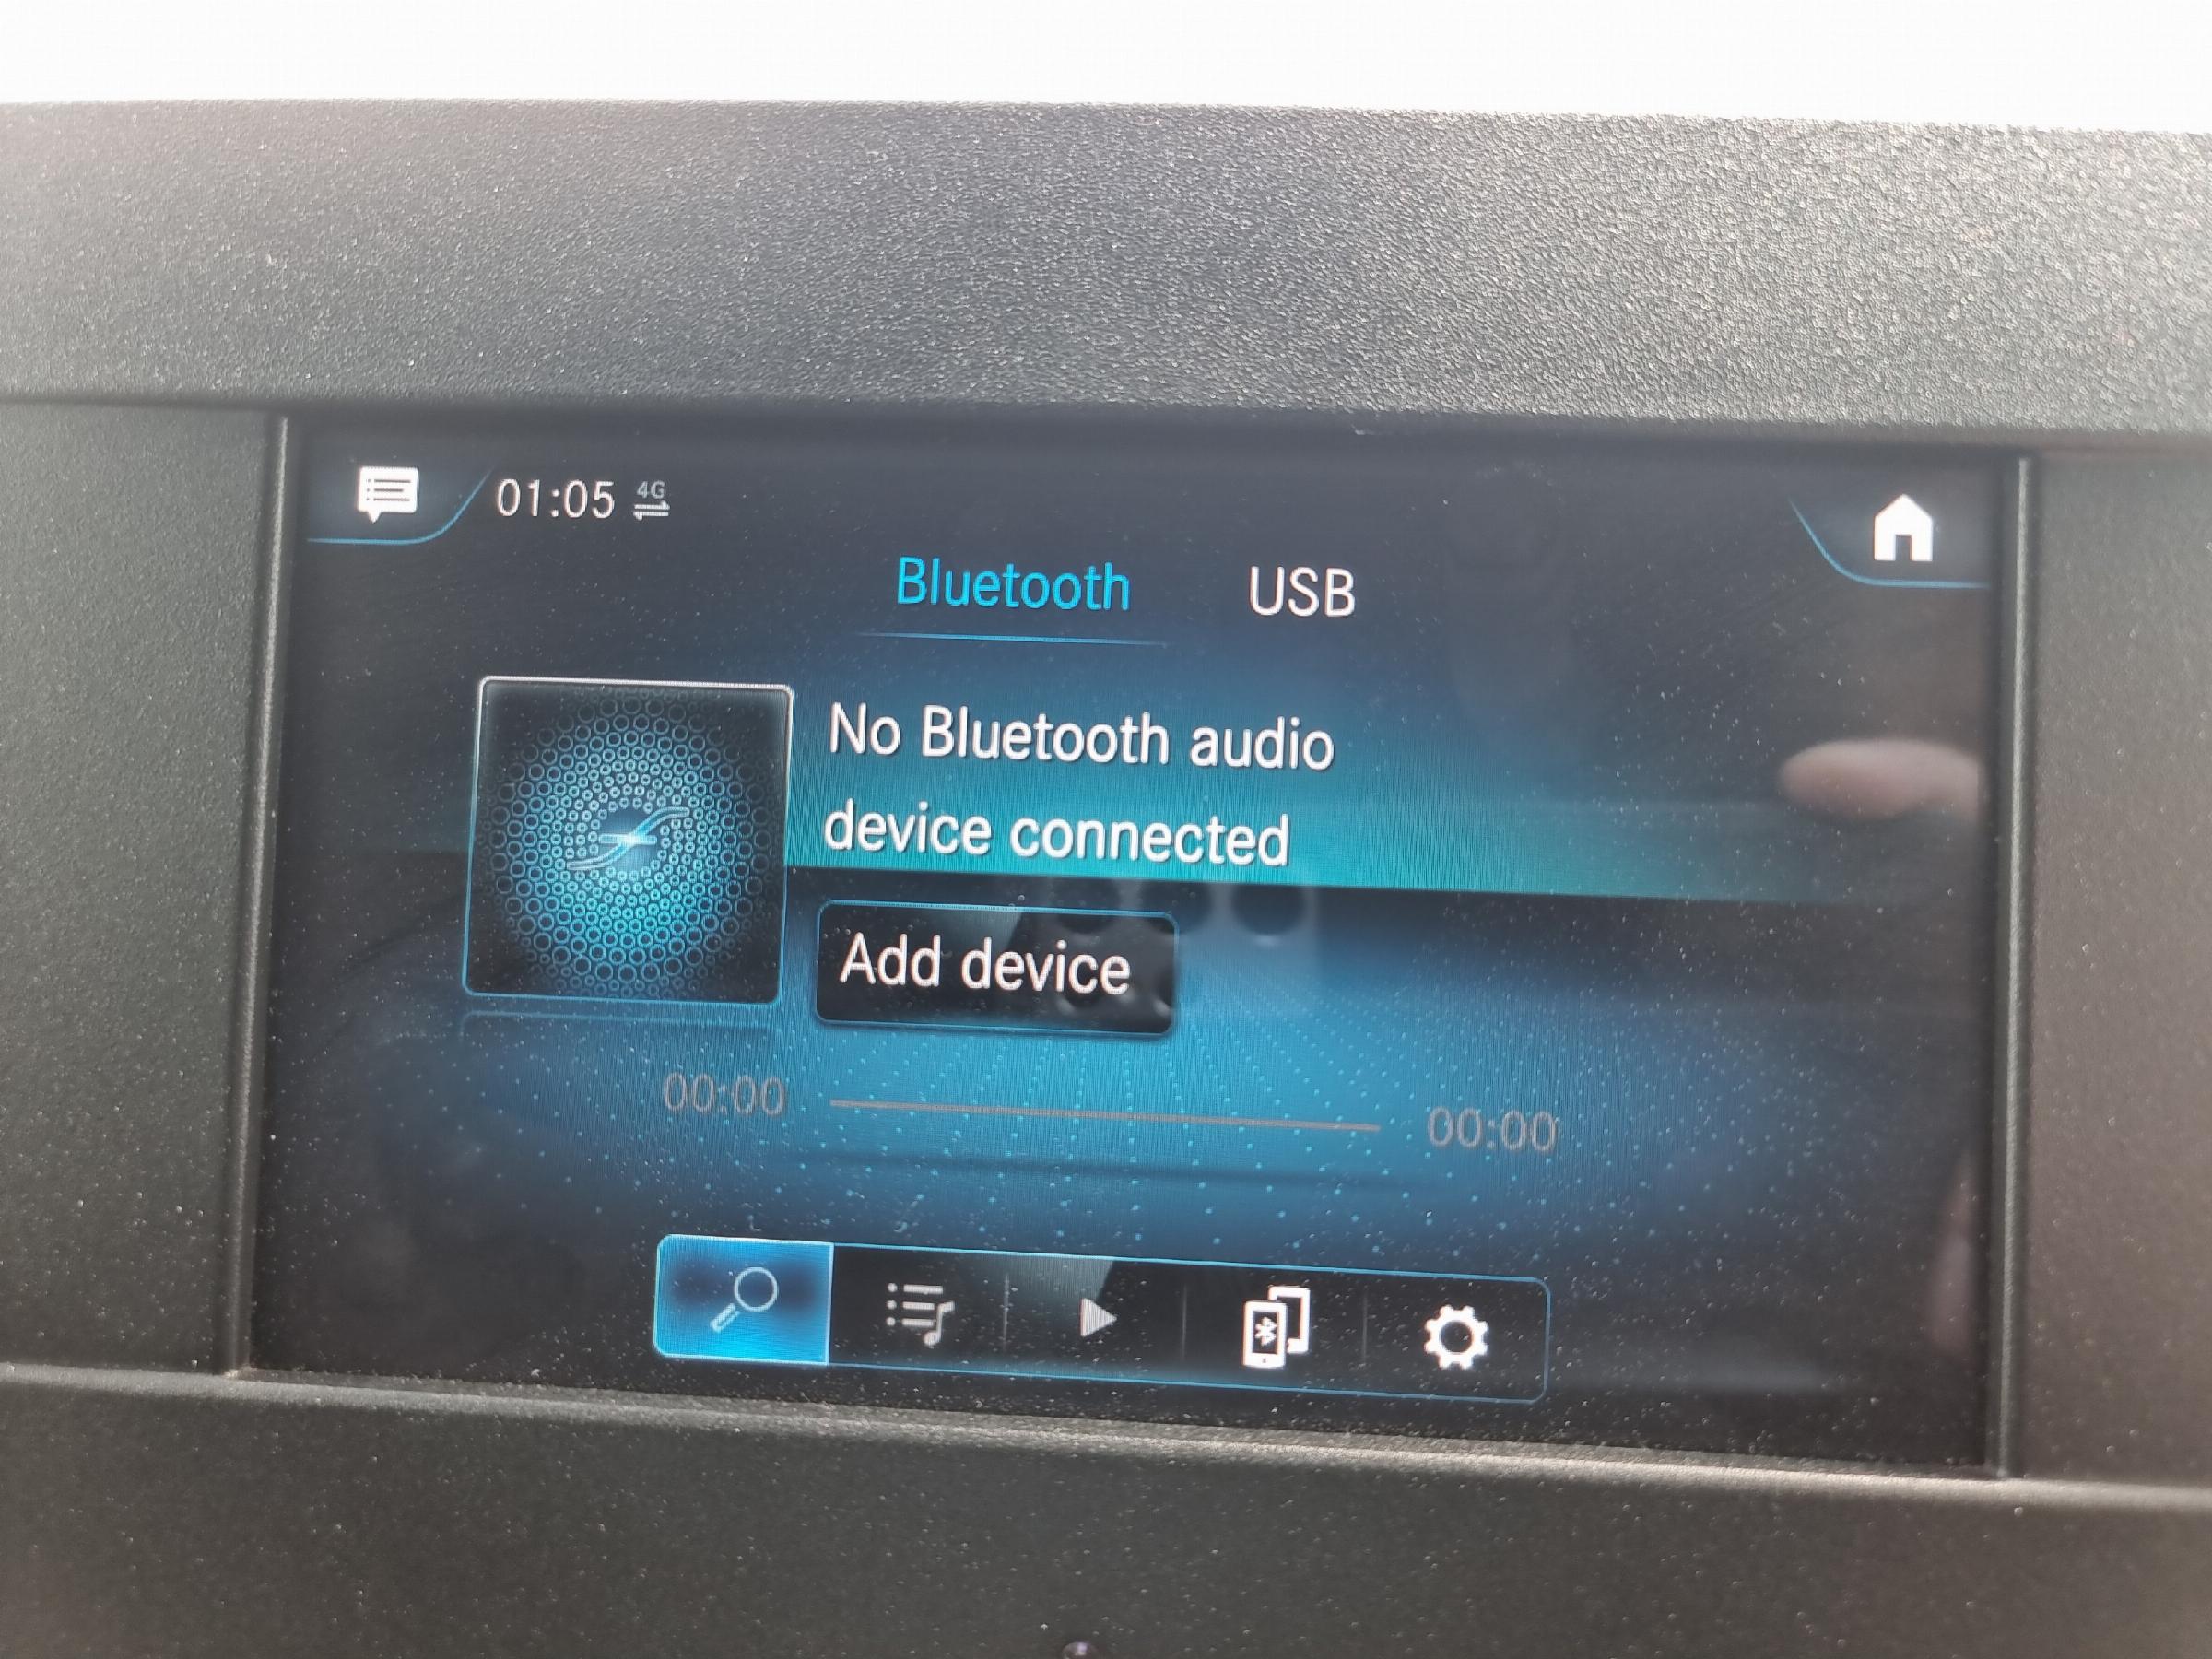 01:05 4G
Bluetooth USB
No Bluetooth audio
device connected
Add device
00:00 00:00